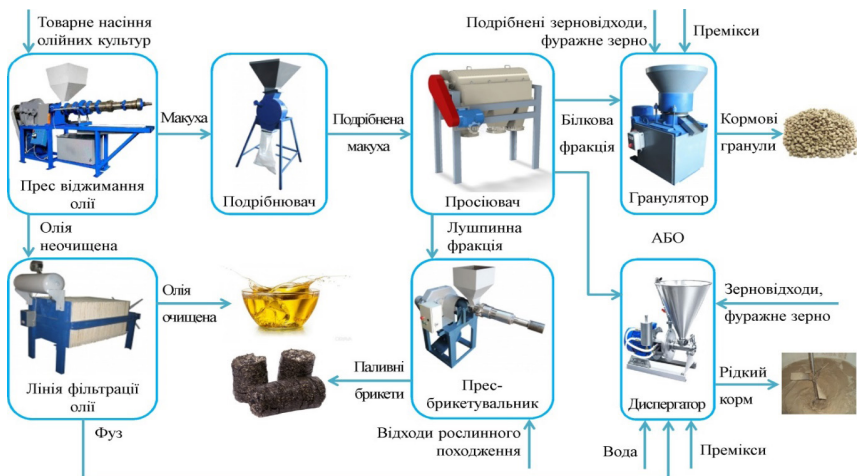 Товарне насіння
олійних культур
Подрібнені зерновідходи,
фуражне зерно
Премікси
Прес віджимання
олії
Макуха
Подрібнювач
Подрібнена
макуха
Просіювач
Білкова
фракція
Гранулятор
Кормові
гранули
Олія
неочищена
Лушпинна
фракція
АБО
Лінія фільтрації
олії
Олія
очищена
Паливні
брикети
Прес-
брикетувальник
Диспергатор
Зерновідходи,
фуражне зерно
Рідкий
корм
Фуз
Відходи рослинного
походження
Вода
Премікси